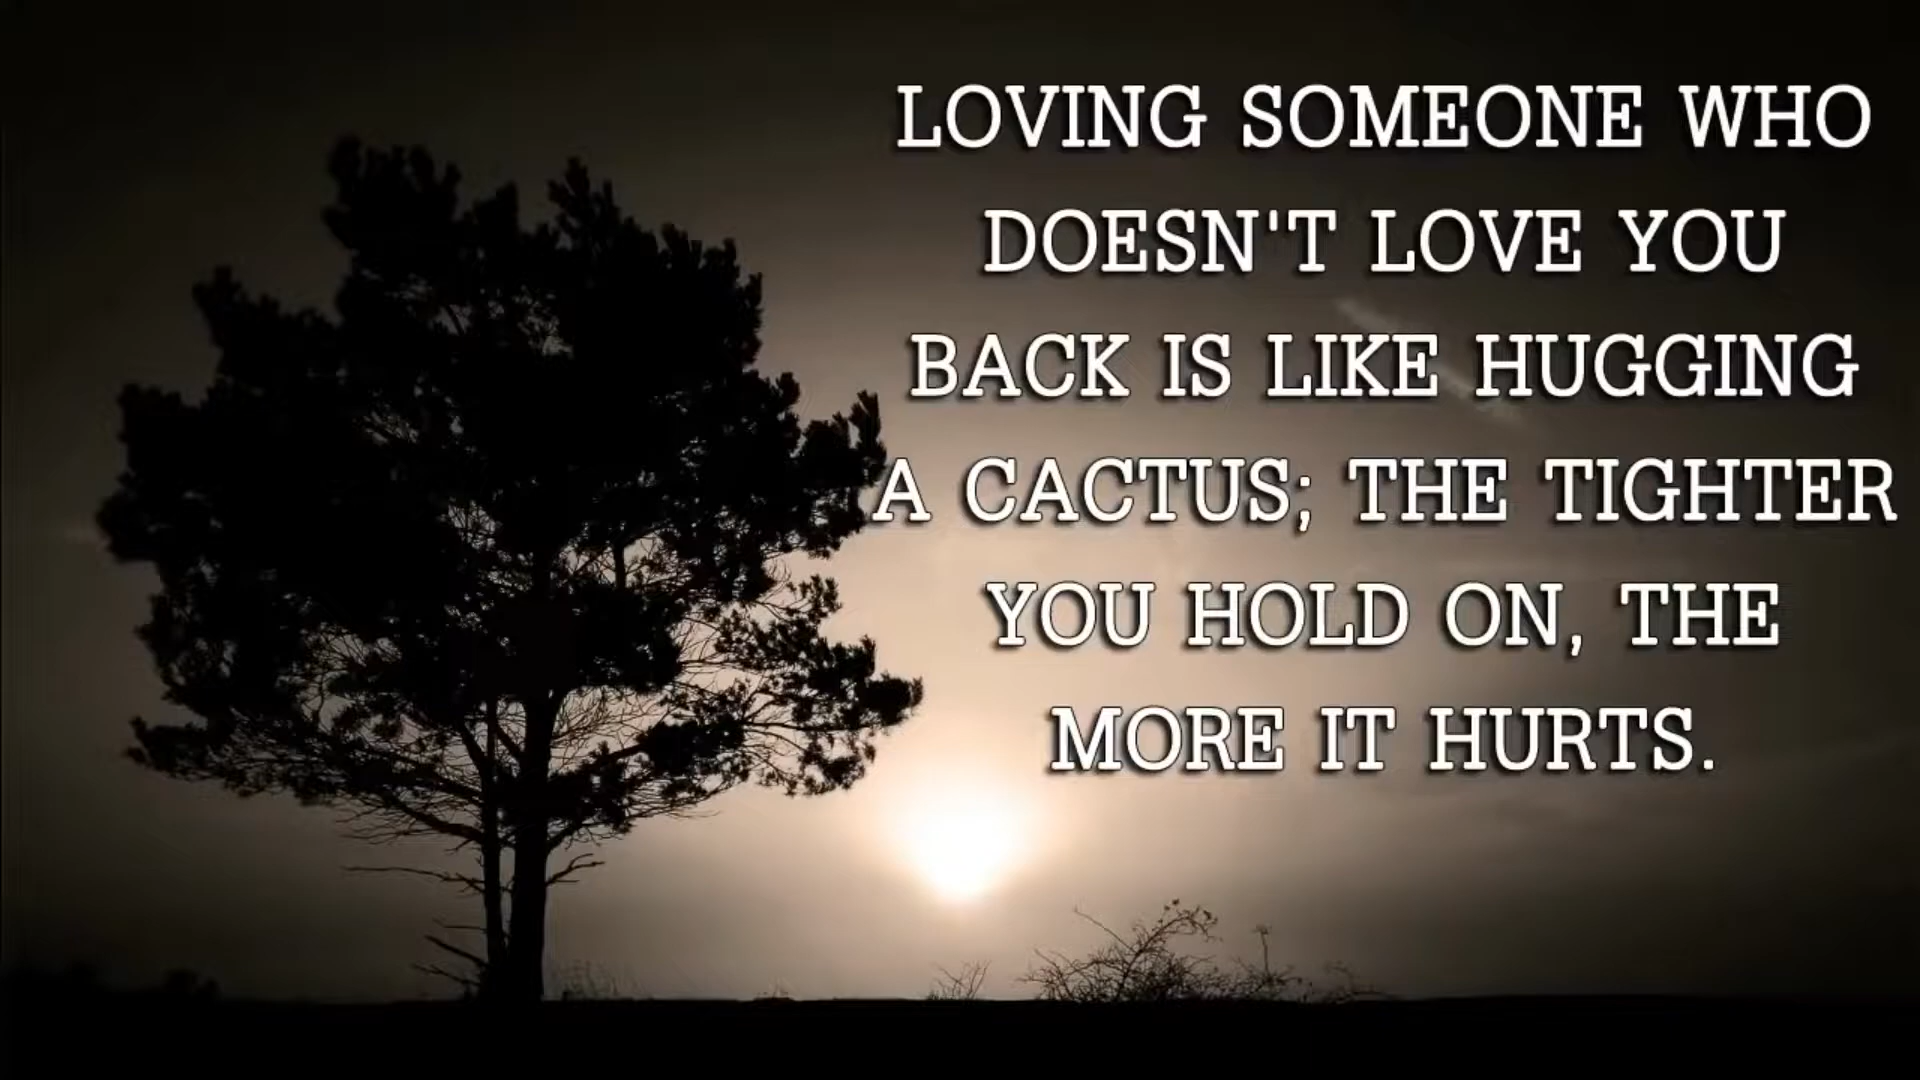 LOVING SOMEONE WHO
DOESN'T LOVE YOU
BACK IS LIKE HUGGING
A CACTUS; THE TIGHTER
YOU HOLD ON, THE
MORE IT HURTS.